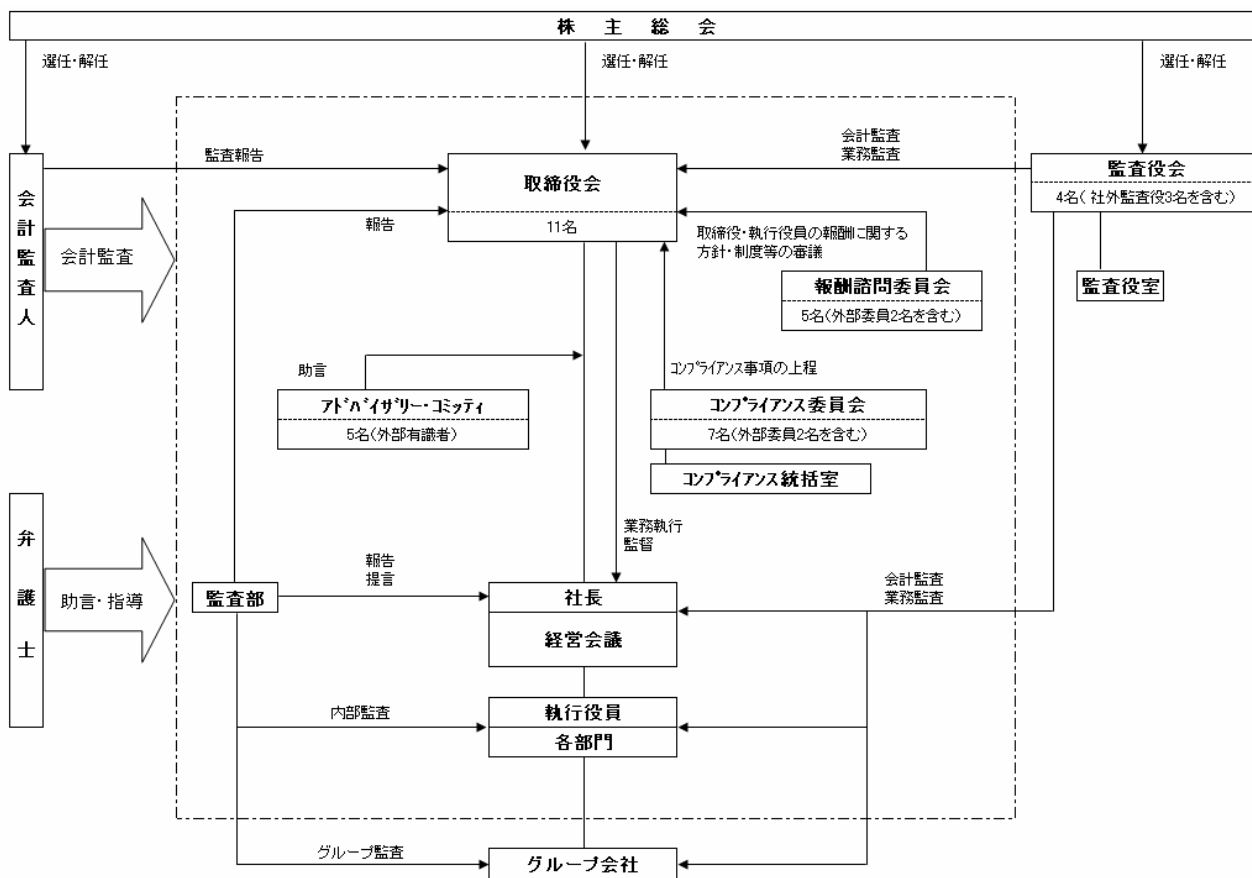 株主総会
選任・解任
選任・解任
選任・解任
会計監査人
会計監査
監査報告
報告
取締役会
11名
会計監査
業務監査
監査役会
4名(社外監査役3名を含む)
監査役室
取締役・執行役員の報酬に関する
方針・制度等の審議
報酬諮問委員会
5名(外部委員2名を含む)
助言
アドバイザリー・コミッティ
5名(外部有識者)
コンプライアンス事項の上程
コンプライアンス委員会
7名(外部委員2名を含む)
コンプライアンス統括室
弁護士
助言・指導
業務執行
監督
監査部
報告
提言
社長
経営会議
会計監査
業務監査
内部監査
執行役員
各部門
グループ監査
グループ会社